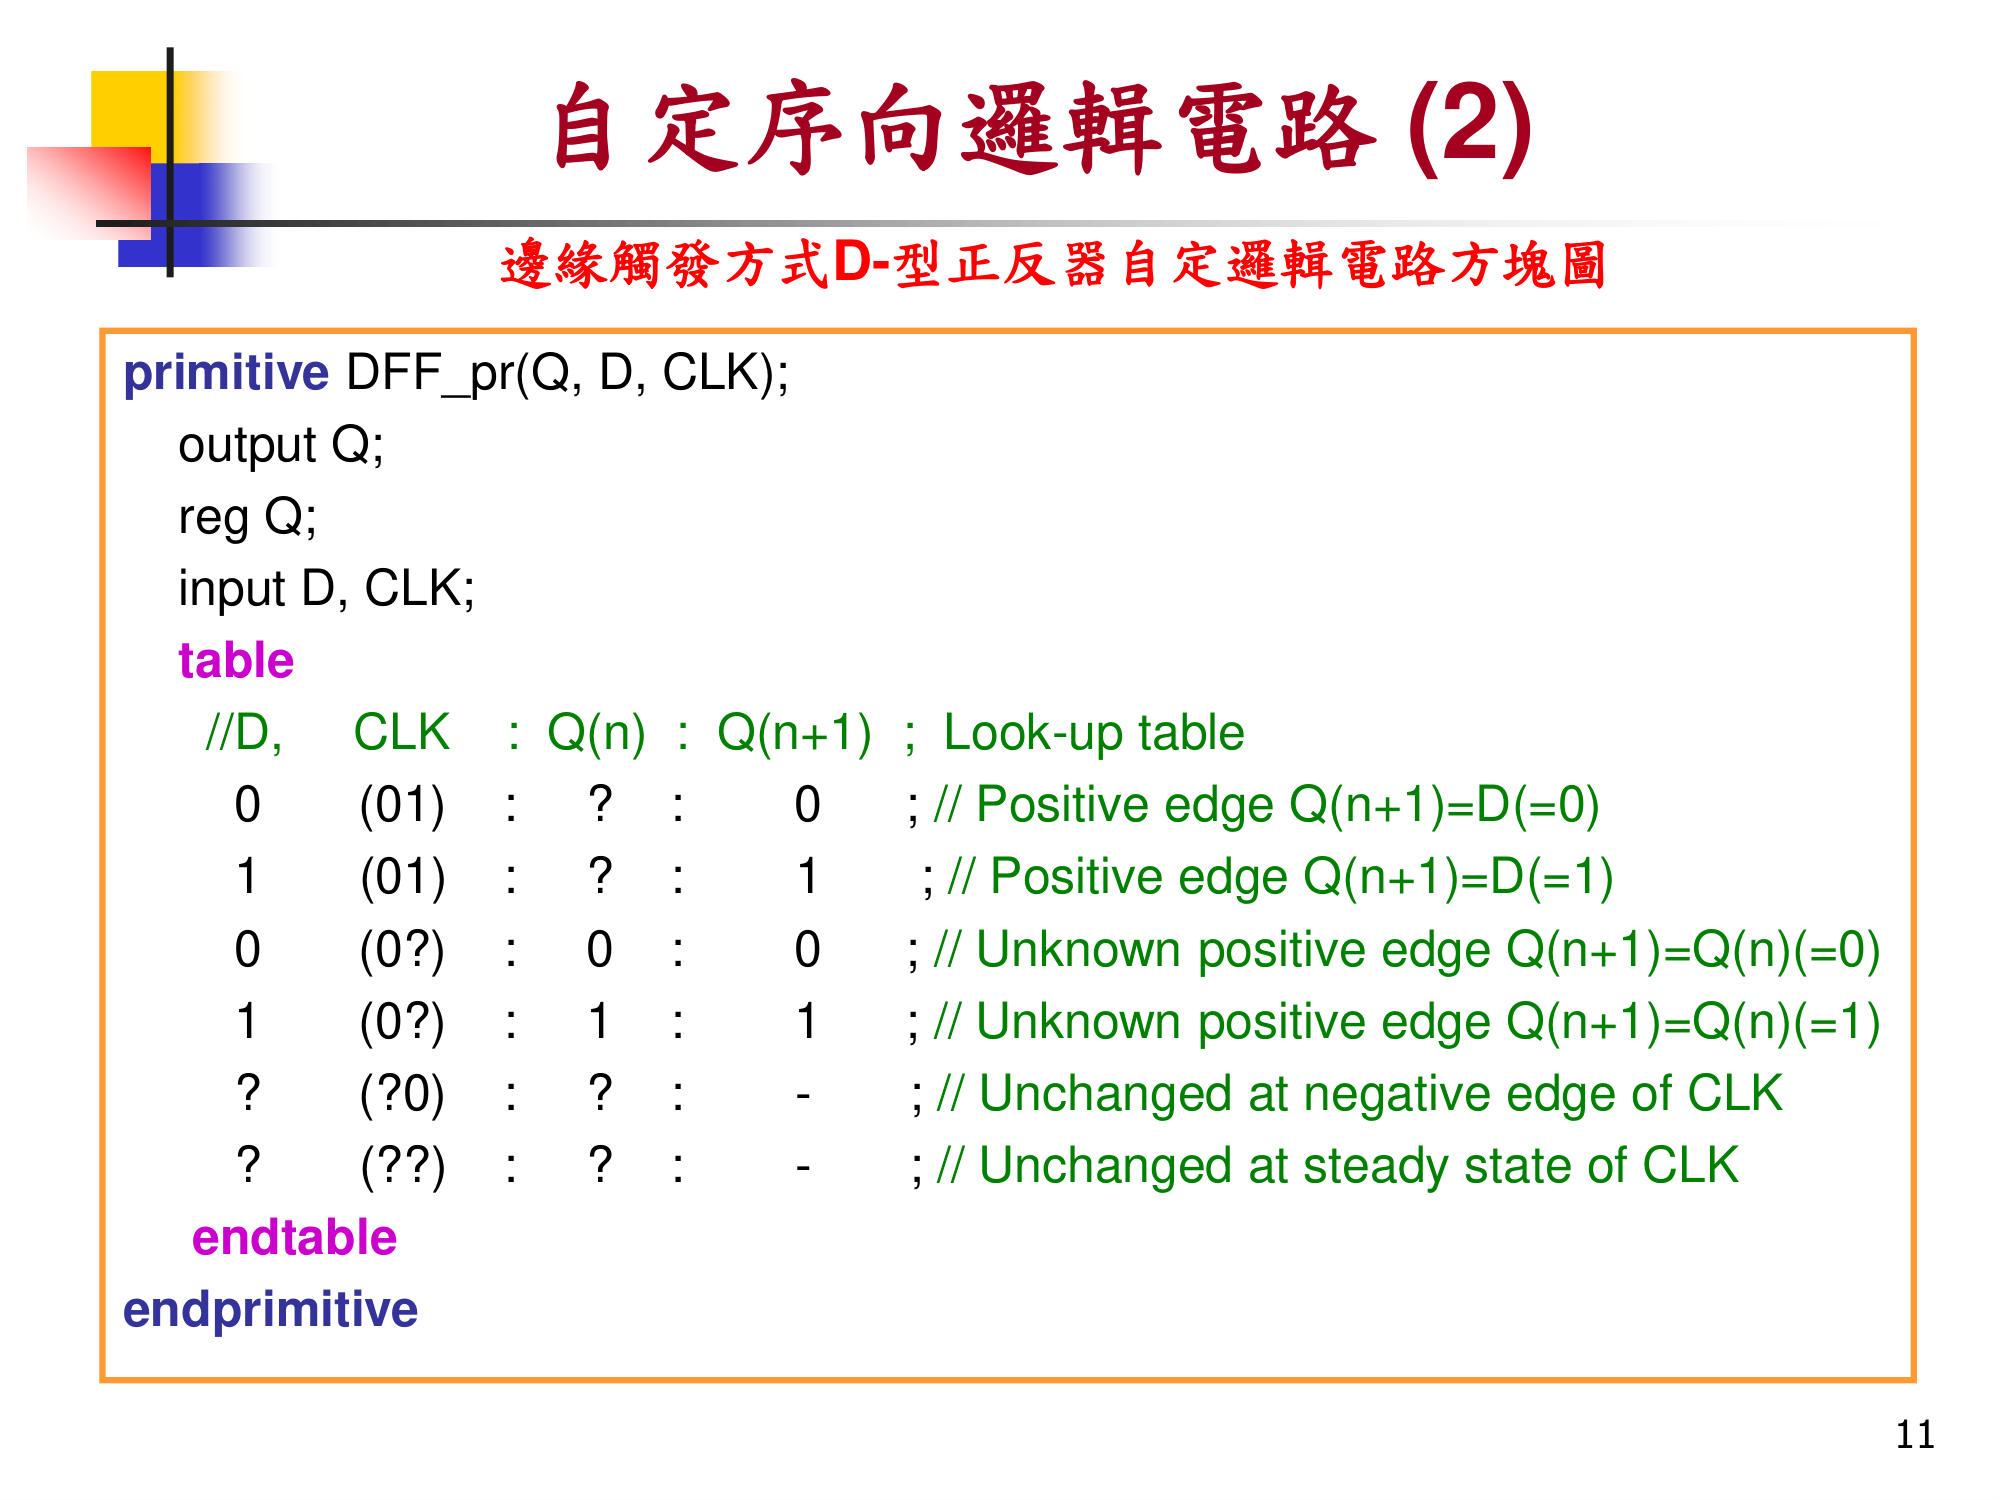 自定序向邏輯電路 (2)
邊緣觸發方式D-型正反器自定邏輯電路方塊圖
primitive DFF_pr(Q, D, CLK);
output Q;
reg Q;
input D, CLK;
table
//D, CLK : Q(n) : Q(n+1) ; Look-up table
0 (01) : ? : 0 ; // Positive edge Q(n+1)=D(=0)
1 (01) : ? : 1 ; // Positive edge Q(n+1)=D(=1)
0 (0?) : 0 : 0 ; // Unknown positive edge Q(n+1)=Q(n)(=0)
1 (0?) : 1 : 1 ; // Unknown positive edge Q(n+1)=Q(n)(=1)
? (?0) : ? : - ; // Unchanged at negative edge of CLK
? (??) : ? : - ; // Unchanged at steady state of CLK
endtable
endprimitive
11